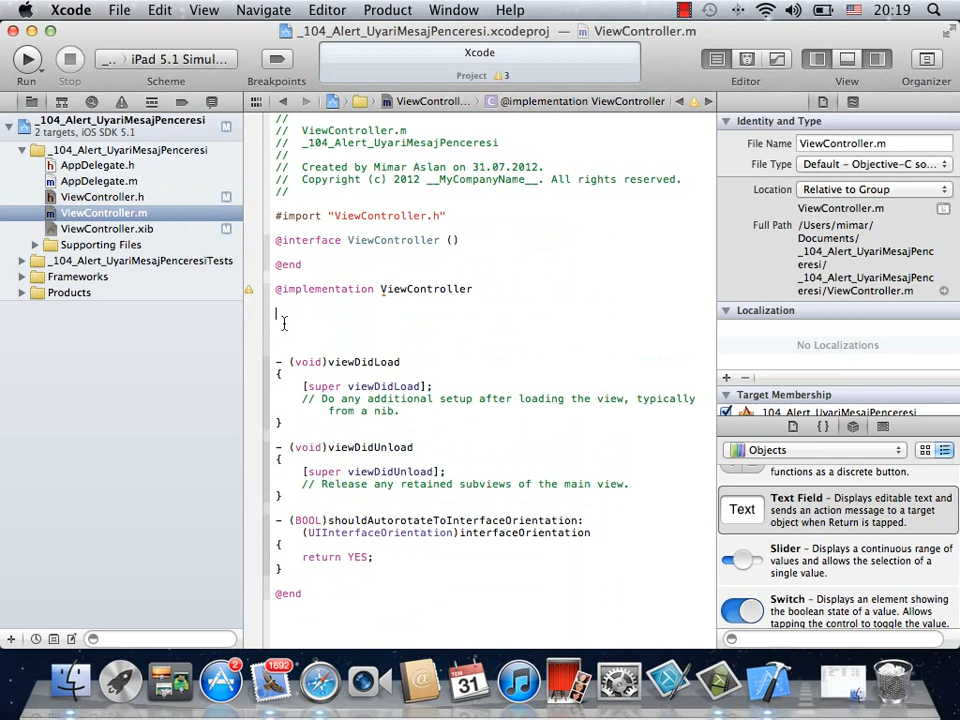 Xcode File Edit View Navigate Editor Product Window Help 20:19
_104_Alert_UyariMesajPenceresi.xcodeproj — ViewController.m
_.. › iPad 5.1 Simul...
Xcode
Project 3
Run Stop Scheme Breakpoints Editor View Organizer
ViewControll... @implementation ViewController
_104_Alert_UyariMesajPenceresi M
2 targets, iOS SDK 5.1
_104_Alert_UyariMesajPenceresi
AppDelegate.h
AppDelegate.m
ViewController.h M
ViewController.m
ViewController.xib M
Supporting Files
_104_Alert_UyariMesajPenceresiTests
Frameworks
Products
//
// ViewController.m
// _104_Alert_UyariMesajPenceresi
//
// Created by Mimar Aslan on 31.07.2012.
// Copyright (c) 2012 __MyCompanyName__. All rights reserved.
//
#import "ViewController.h"
@interface ViewController ()
@end
@implementation ViewController
- (void)viewDidLoad
{
[super viewDidLoad];
// Do any additional setup after loading the view, typically
from a nib.
}
- (void)viewDidUnload
{
[super viewDidUnload];
// Release any retained subviews of the main view.
}
- (BOOL)shouldAutorotateToInterfaceOrientation:
(UIInterfaceOrientation)interfaceOrientation
{
return YES;
}
@end
Identity and Type
File Name ViewController.m
File Type Default - Objective-C so...
Location Relative to Group
ViewController.m
Full Path /Users/mimar/
Documents/
_104_Alert_UyariMesajPenc
eresi/
_104_Alert_UyariMesajPenc
eresi/ViewController.m
Localization
No Localizations
Target Membership
104_Alert_UyariMesajPenceresi
Objects
functions as a discrete button.
Text
Text Field - Displays editable text and
sends an action message to a target
object when Return is tapped.
Slider - Displays a continuous range of
values and allows the selection of a
single value.
Switch - Displays an element showing
the boolean state of a value. Allows
tapping the control to toggle the value.
2
1692
31